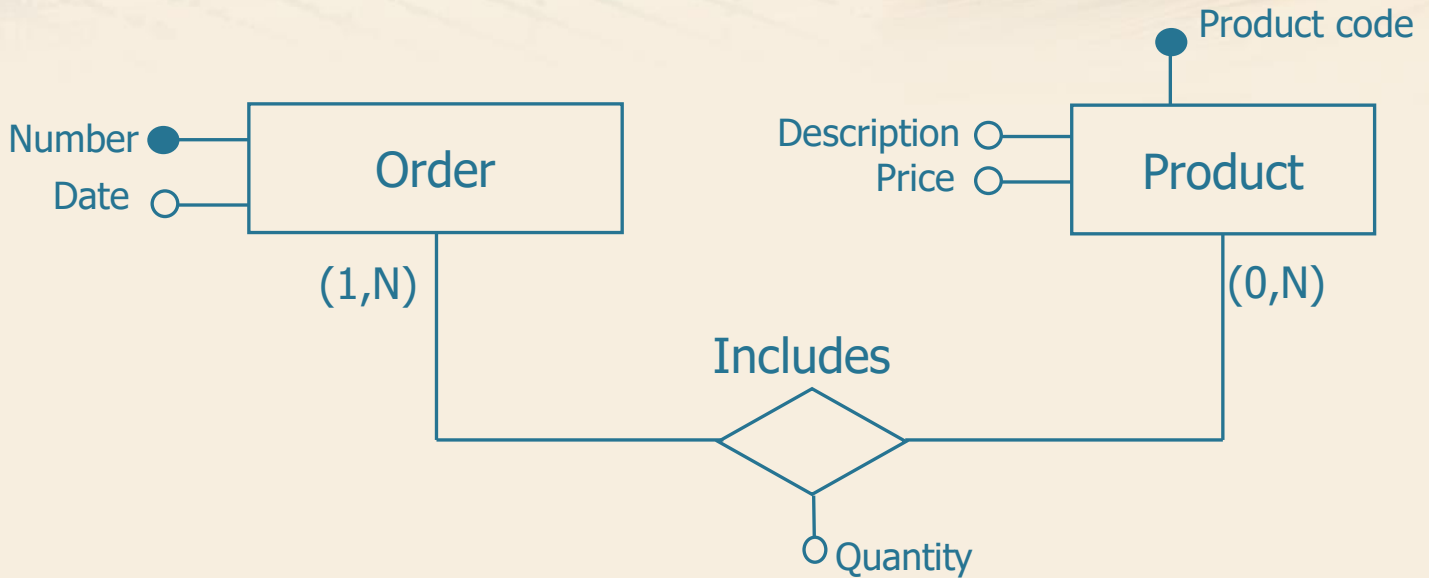 Product code
Number
Date
Order
Description
Price
Product
(1,N)
(0,N)
Includes
Quantity